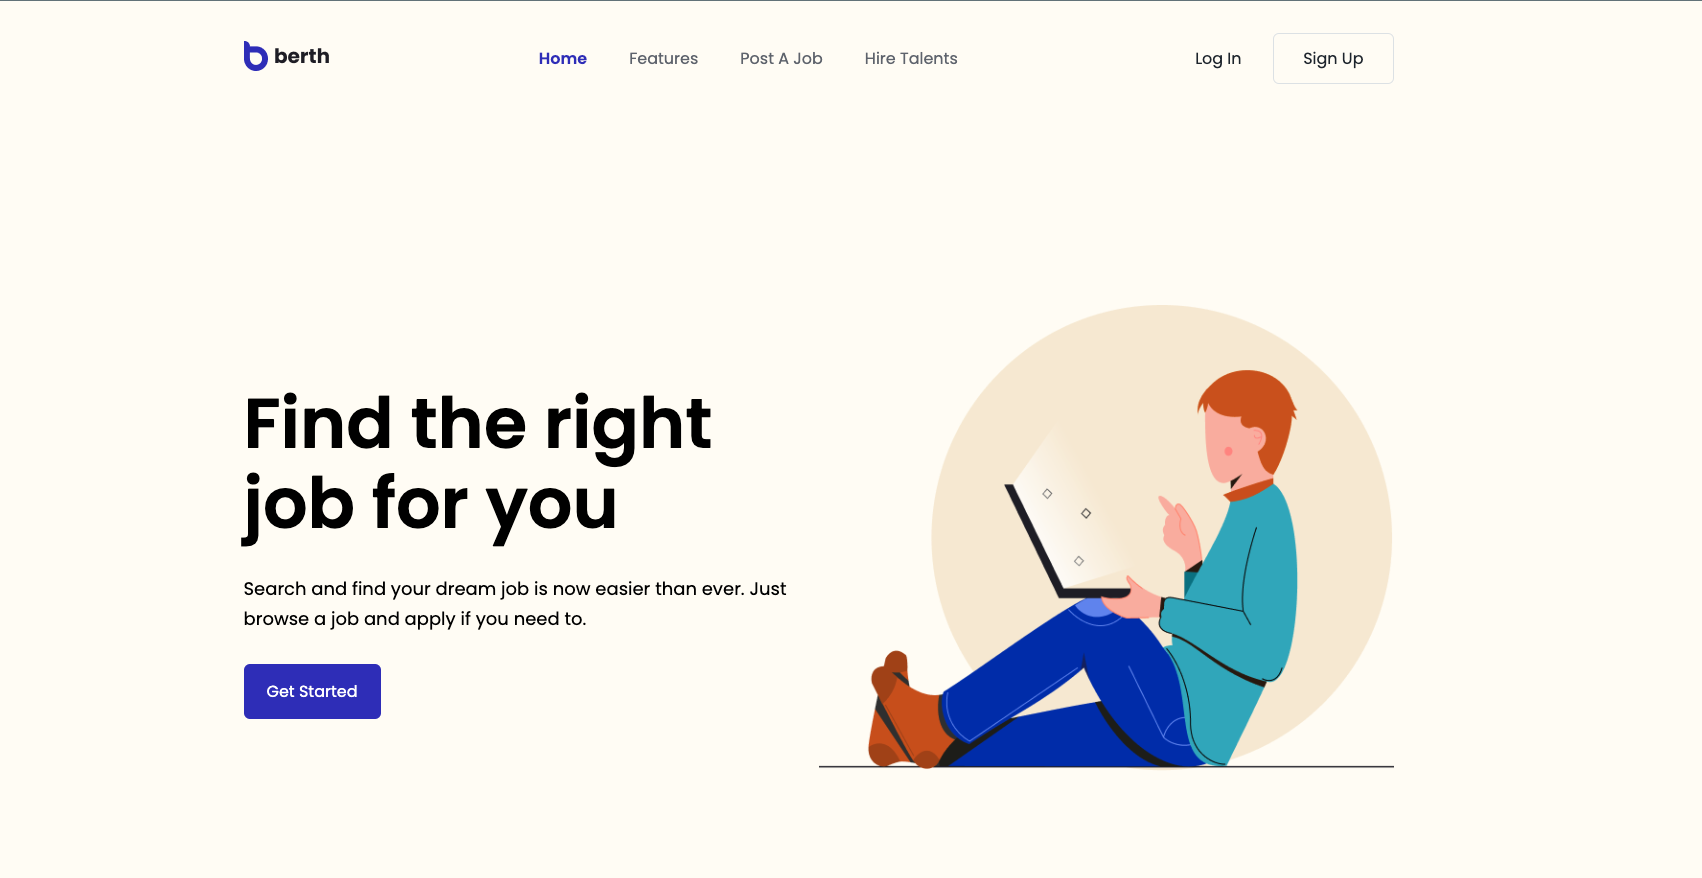 berth
Home Features Post A Job Hire Talents
Log In Sign Up
Find the right
job for you
Search and find your dream job is now easier than ever. Just
browse a job and apply if you need to.
Get Started